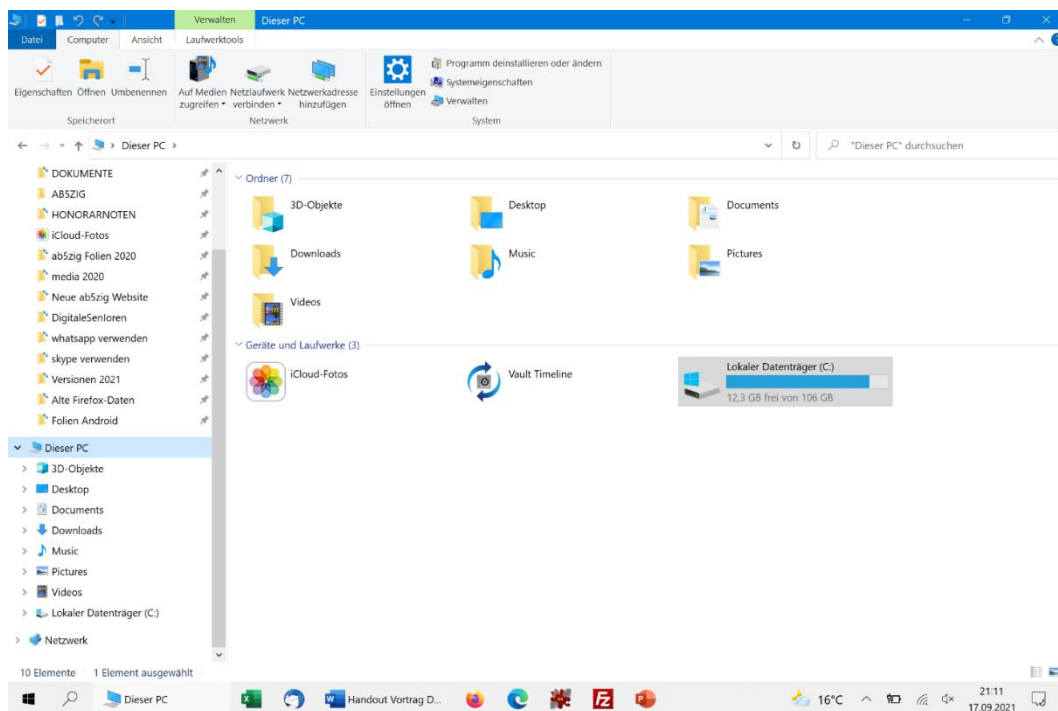 Verwalten
Dieser PC
Datei
Computer
Ansicht
Laufwerktools
Eigenschaften
Öffnen
Umbenennen
Speicherort
Auf Medien
zugreifen
Netzlaufwerk
verbinden
Netzwerkadresse
hinzufügen
Netzwerk
Einstellungen
öffnen
Programm deinstallieren oder ändern
Systemeigenschaften
Verwalten
System
Dieser PC
"Dieser PC" durchsuchen
DOKUMENTE
AB5ZIG
HONORARNOTEN
iCloud-Fotos
ab5zig Folien 2020
media 2020
Neue ab5zig Website
DigitaleSenIoren
whatsapp verwenden
skype verwenden
Versionen 2021
Alte Firefox-Daten
Folien Android
Dieser PC
3D-Objekte
Desktop
Documents
Downloads
Music
Pictures
Videos
Lokaler Datenträger (C:)
Netzwerk
Ordner (7)
3D-Objekte
Desktop
Documents
Downloads
Music
Pictures
Videos
Geräte und Laufwerke (3)
iCloud-Fotos
Vault Timeline
Lokaler Datenträger (C:)
12,3 GB frei von 106 GB
10 Elemente
1 Element ausgewählt
Dieser PC
Handout Vortrag D...
16°C
21:11
17.09.2021